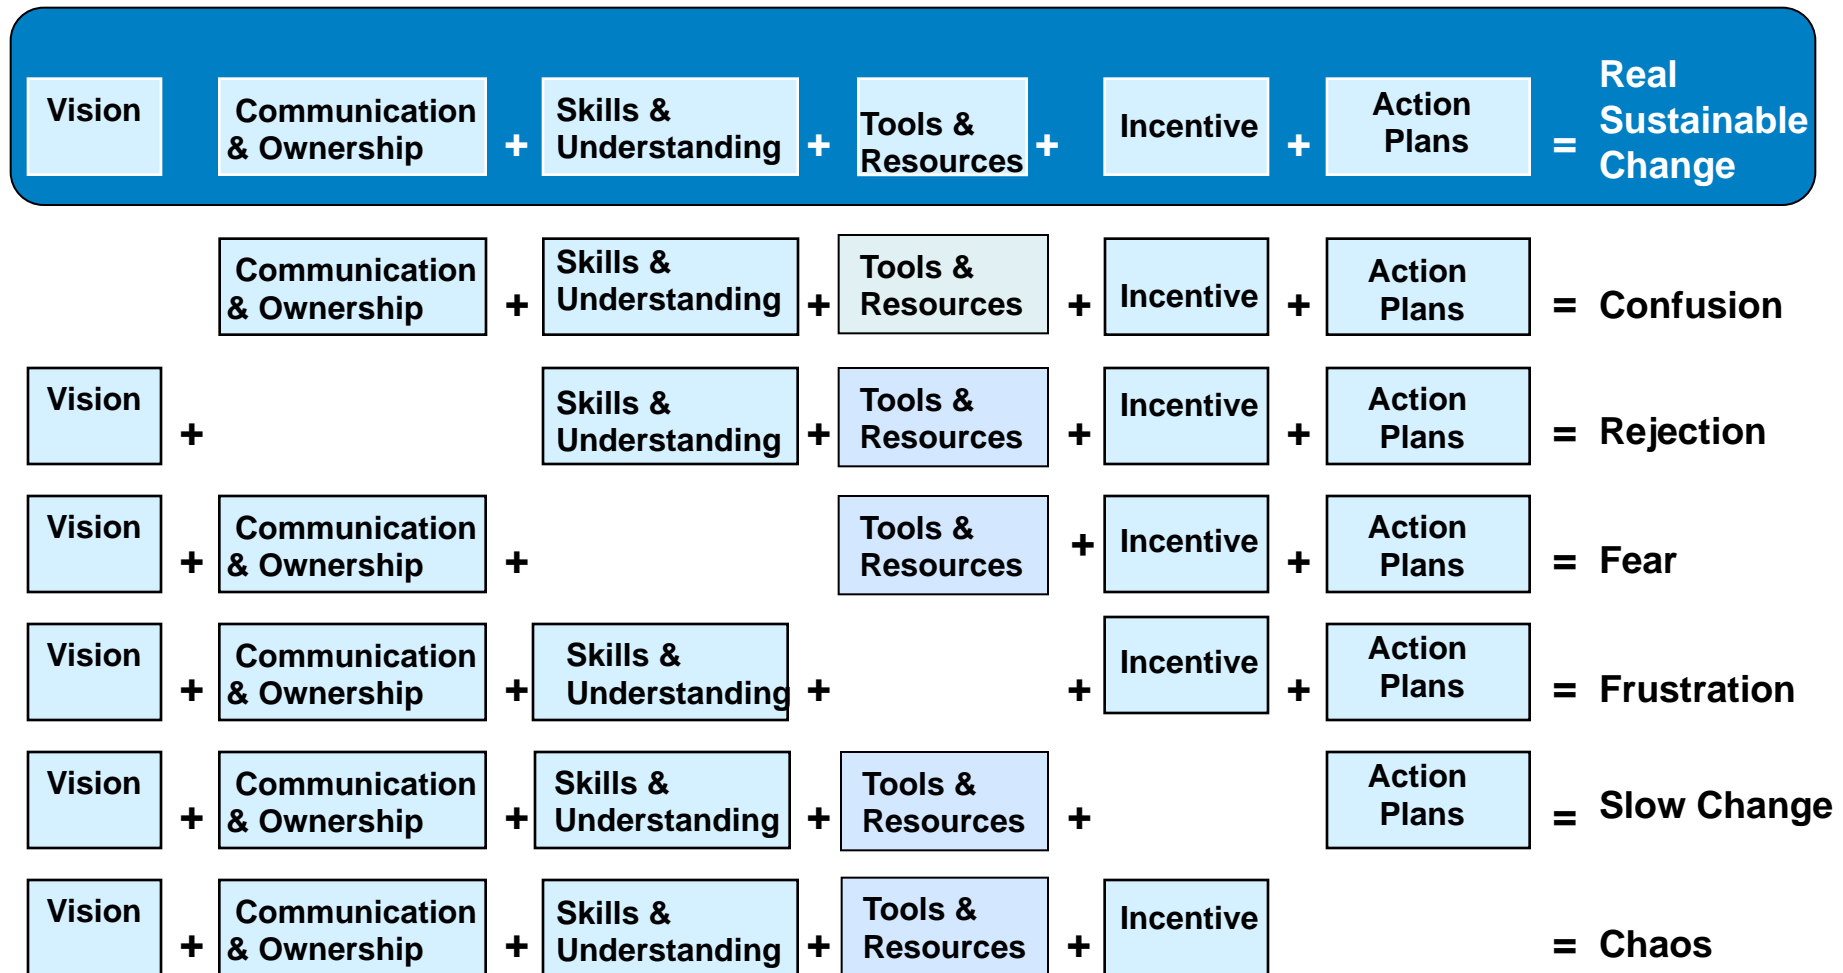 Vision Communication & Ownership + Skills & Understanding + Tools & Resources + Incentive + Action Plans = Real Sustainable Change
Communication & Ownership + Skills & Understanding + Tools & Resources + Incentive + Action Plans = Confusion
Vision + Skills & Understanding + Tools & Resources + Incentive + Action Plans = Rejection
Vision + Communication & Ownership + Tools & Resources + Incentive + Action Plans = Fear
Vision + Communication & Ownership + Skills & Understanding + + Incentive + Action Plans = Frustration
Vision + Communication & Ownership + Skills & Understanding + Tools & Resources + Action Plans = Slow Change
Vision + Communication & Ownership + Skills & Understanding + Tools & Resources + Incentive = Chaos